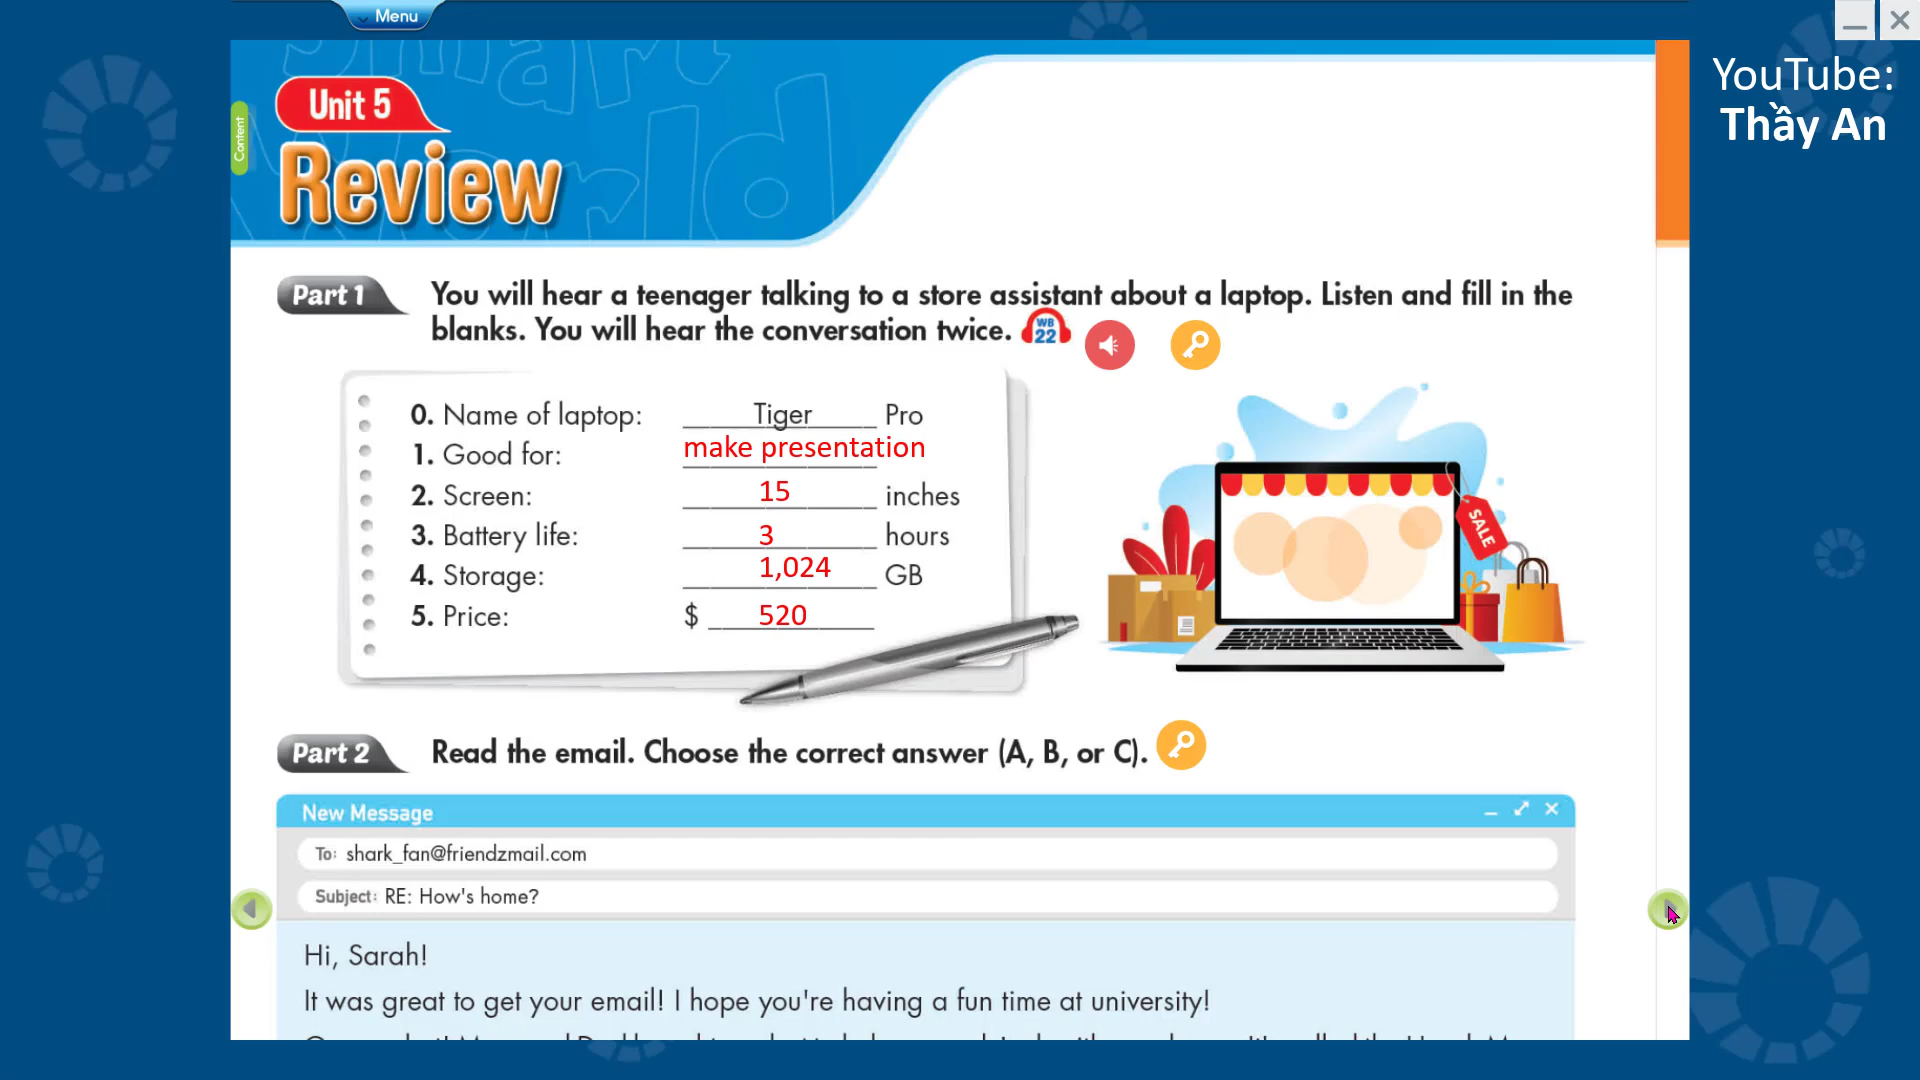 Menu
YouTube:
Thầy An
Content
Smart World
Unit 5
Review
Part 1 You will hear a teenager talking to a store assistant about a laptop. Listen and fill in the
blanks. You will hear the conversation twice. WB 22
0. Name of laptop: Tiger Pro
1. Good for: make presentation
2. Screen: 15 inches
3. Battery life: 3 hours
4. Storage: 1,024 GB
5. Price: $ 520
SALE
Part 2 Read the email. Choose the correct answer (A, B, or C).
New Message
To: shark_fan@friendzmail.com
Subject: RE: How's home?
Hi, Sarah!
It was great to get your email! I hope you're having a fun time at university!